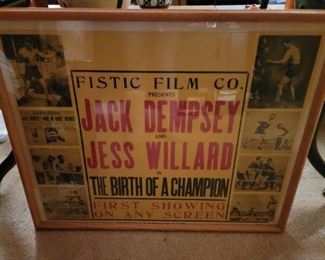 FISTIC FILM CO.
PRESENTS
JACK DEMPSEY
AND
JESS WILLARD
IN
THE BIRTH OF A CHAMPION
FIRST SHOWING
ON ANY SCREEN